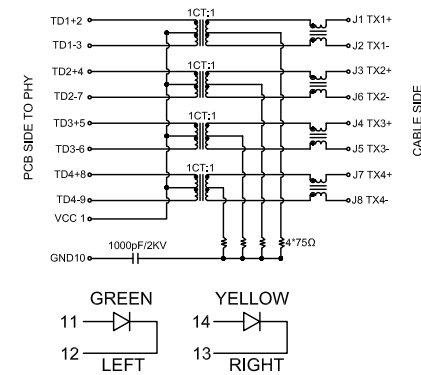 1CT:1
TD1+2
J1 TX1+
TD1-3
J2 TX1-
1CT:1
TD2+4
J3 TX2+
TD2-7
J6 TX2-
1CT:1
TD3+5
J4 TX3+
TD3-6
J5 TX3-
1CT:1
TD4+8
J7 TX4+
TD4-9
J8 TX4-
VCC 1
PCB SIDE TO PHY
CABLE SIDE
4*75Ω
1000pF/2KV
GND10
GREEN
11
12
LEFT
YELLOW
14
13
RIGHT